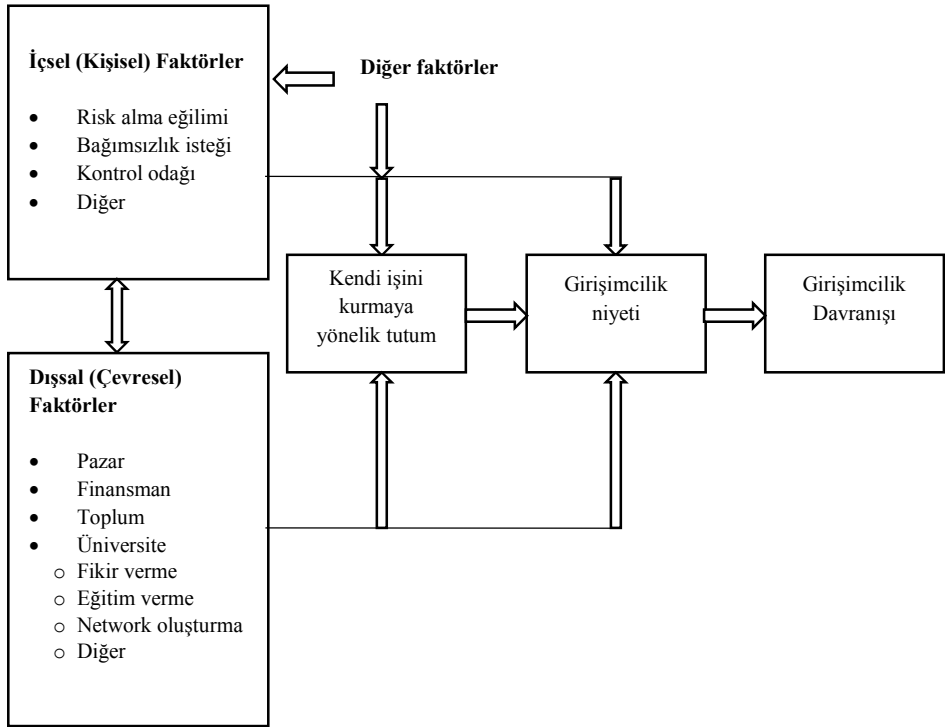 İçsel (Kişisel) Faktörler
• Risk alma eğilimi
• Bağımsızlık isteği
• Kontrol odağı
• Diğer
Diğer faktörler
Kendi işini
kurmaya
yönelik tutum
Girişimcilik
niyeti
Girişimcilik
Davranışı
Dışsal (Çevresel)
Faktörler
• Pazar
• Finansman
• Toplum
• Üniversite
o Fikir verme
o Eğitim verme
o Network oluşturma
o Diğer